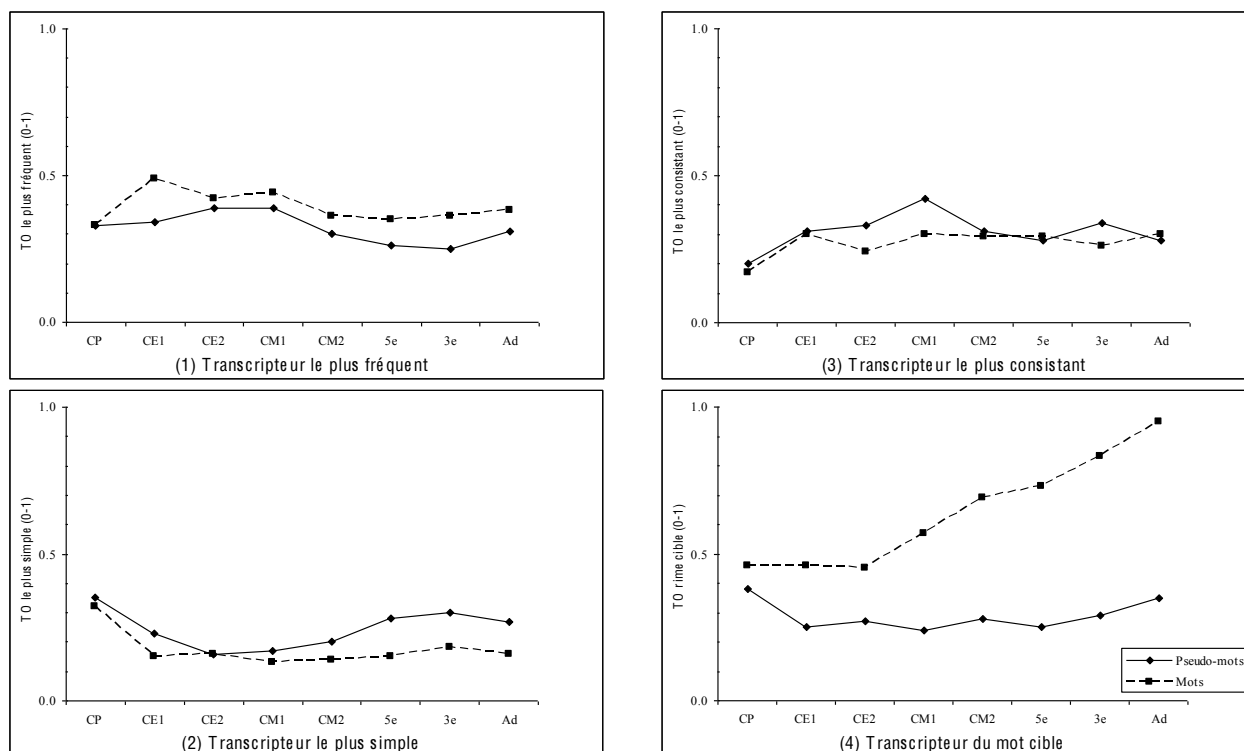 TO le plus fréquent (0-1)
1.0
0.5
0.0
CP CE1 CE2 CM1 CM2 5e 3e Ad
(1) Transcripteur le plus fréquent
TO le plus consistant (0-1)
1.0
0.5
0.0
CP CE1 CE2 CM1 CM2 5e 3e Ad
(3) Transcripteur le plus consistant
TO le plus simple (0-1)
1.0
0.5
0.0
CP CE1 CE2 CM1 CM2 5e 3e Ad
(2) Transcripteur le plus simple
TO rime cible (0-1)
1.0
0.5
0.0
Pseudo-mots
Mots
CP CE1 CE2 CM1 CM2 5e 3e Ad
(4) Transcripteur du mot cible